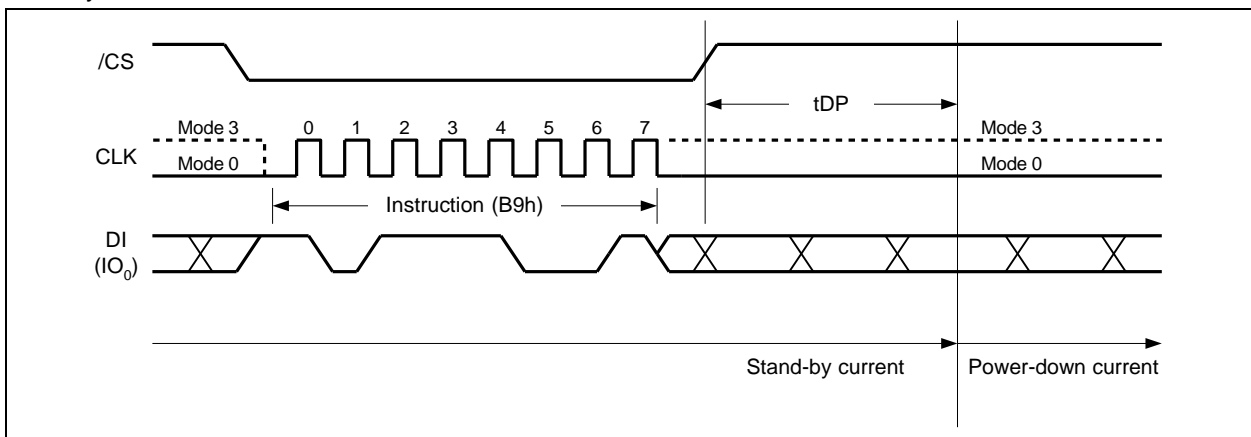 /CS
tDP
Mode 3 0 1 2 3 4 5 6 7 Mode 3
CLK
Mode 0 Mode 0
Instruction (B9h)
DI
(IO0)
Stand-by current Power-down current